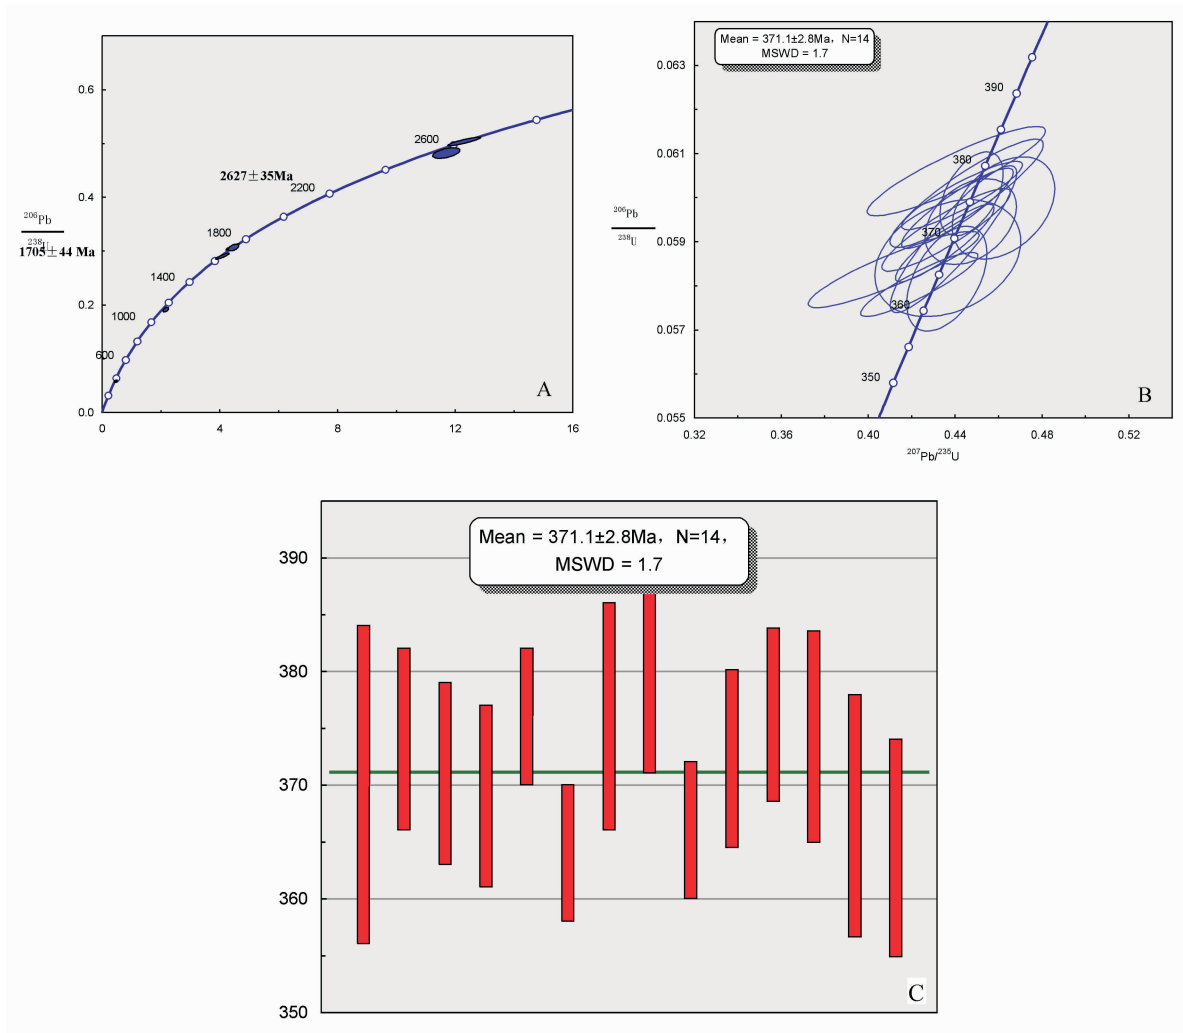 0.6
0.4
0.2
0.0
0
4
8
12
16
2600
2200
1800
1400
1000
600
2627±35Ma
1705±44 Ma
206Pb
238U
A
Mean = 371.1±2.8Ma, N=14
MSWD = 1.7
0.063
0.061
0.059
0.057
0.055
390
380
370
360
350
206Pb
238U
B
0.32
0.36
0.40
0.44
0.48
0.52
207Pb/235U
Mean = 371.1±2.8Ma,N=14,
MSWD = 1.7
390
380
370
360
350
C